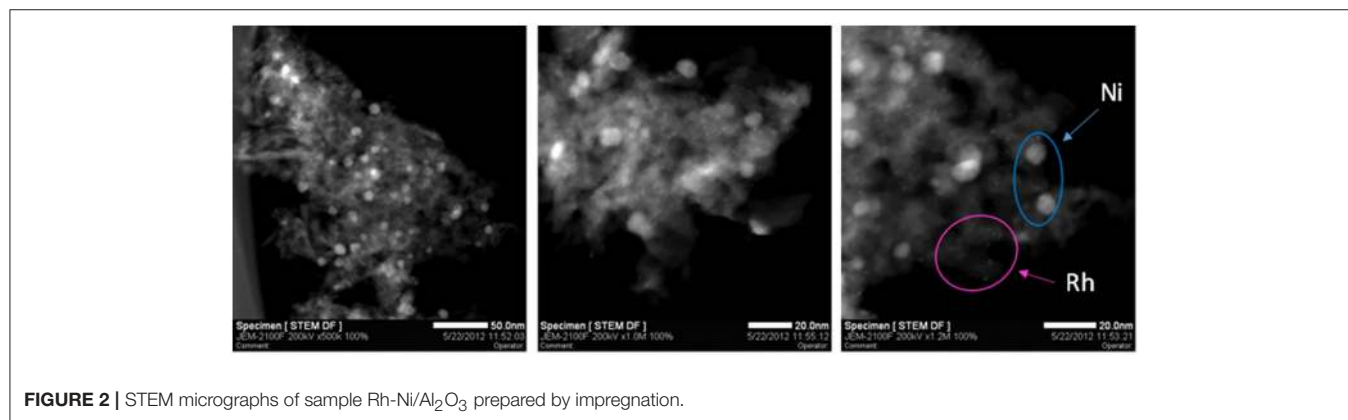 Ni
Rh
Specimen [ STEM DF ]
50.0nm
JEM-2100F 200kV x500k 100%
5/22/2012 11:52:03
Comment:
Operator:
Specimen [ STEM DF ]
20.0nm
JEM-2100F 200kV x1.0M 100%
5/22/2012 11:55:12
Comment:
Operator:
Specimen [ STEM DF ]
20.0nm
JEM-2100F 200kV x1.2M 100%
5/22/2012 11:53:21
Comment:
Operator:
FIGURE 2 | STEM micrographs of sample Rh-Ni/Al2O3 prepared by impregnation.